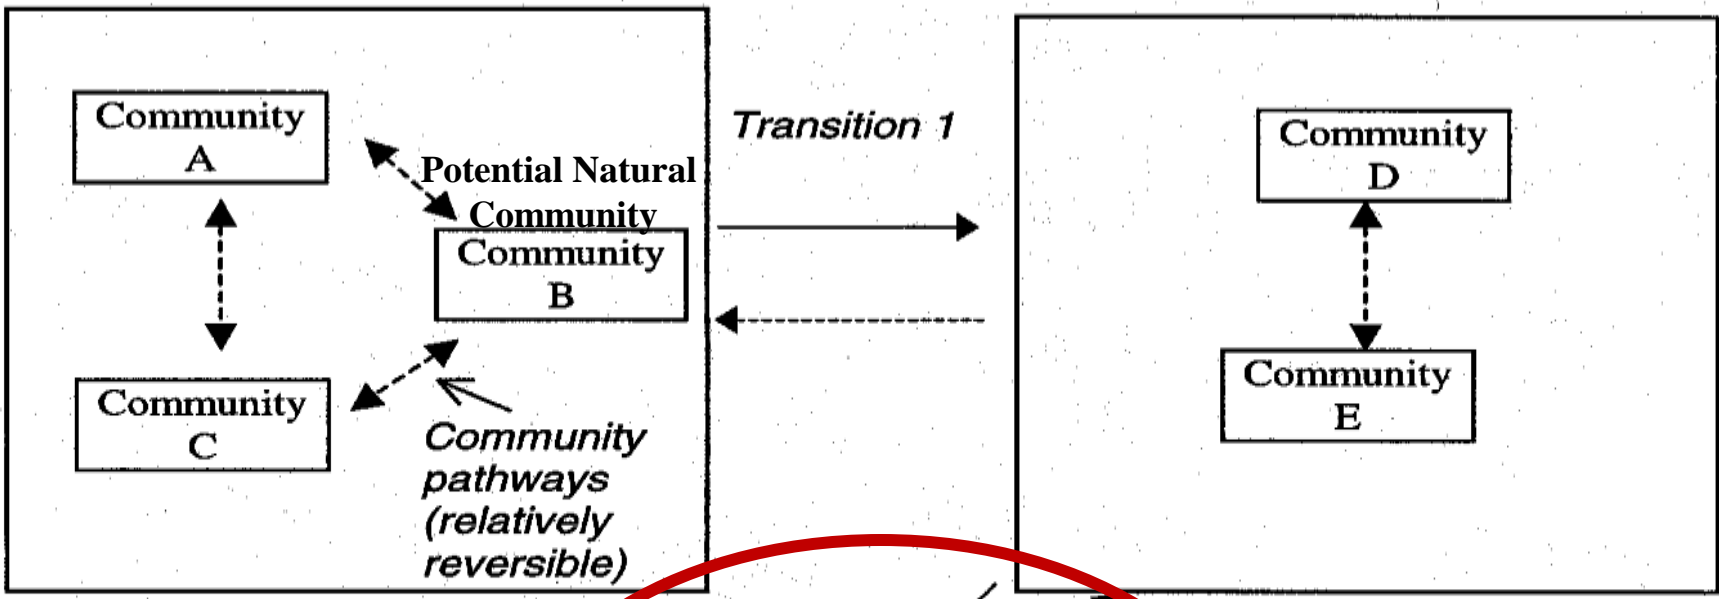 Community
A
Potential Natural
Community
Community
B
Community
C
Community
pathways
(relatively
reversible)
Transition 1
Community
D
Community
E